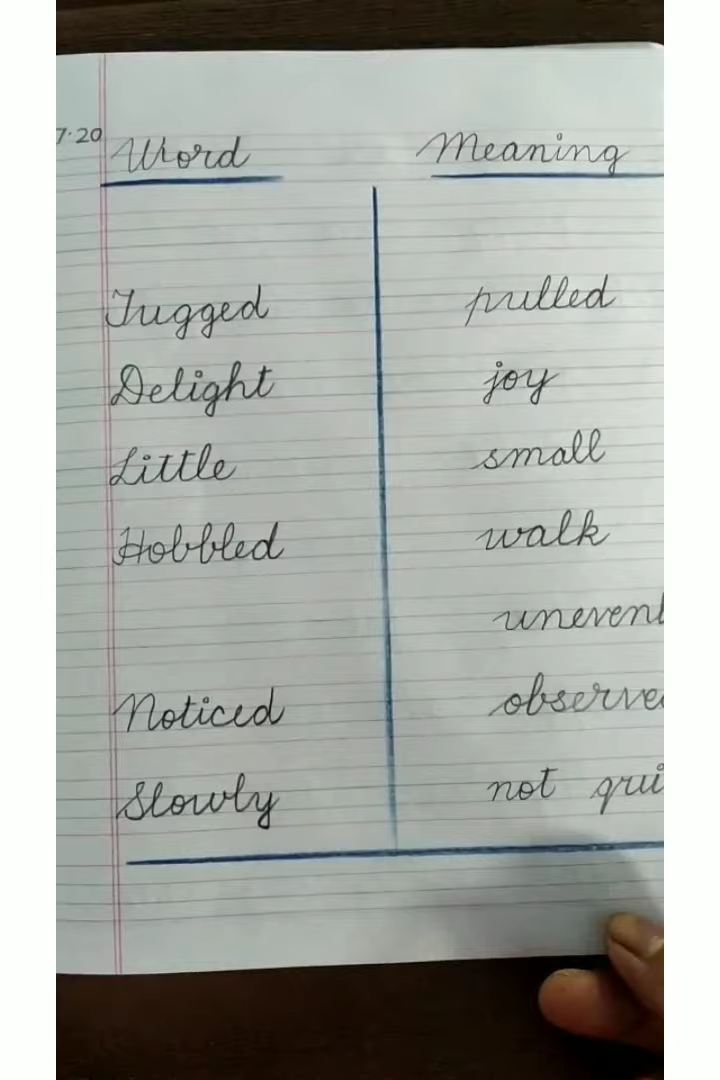 7.20
Word Meaning
Tugged pulled
Delight joy
Little small
Hobbled walk
unevenl
Noticed observe
Slowly not qui